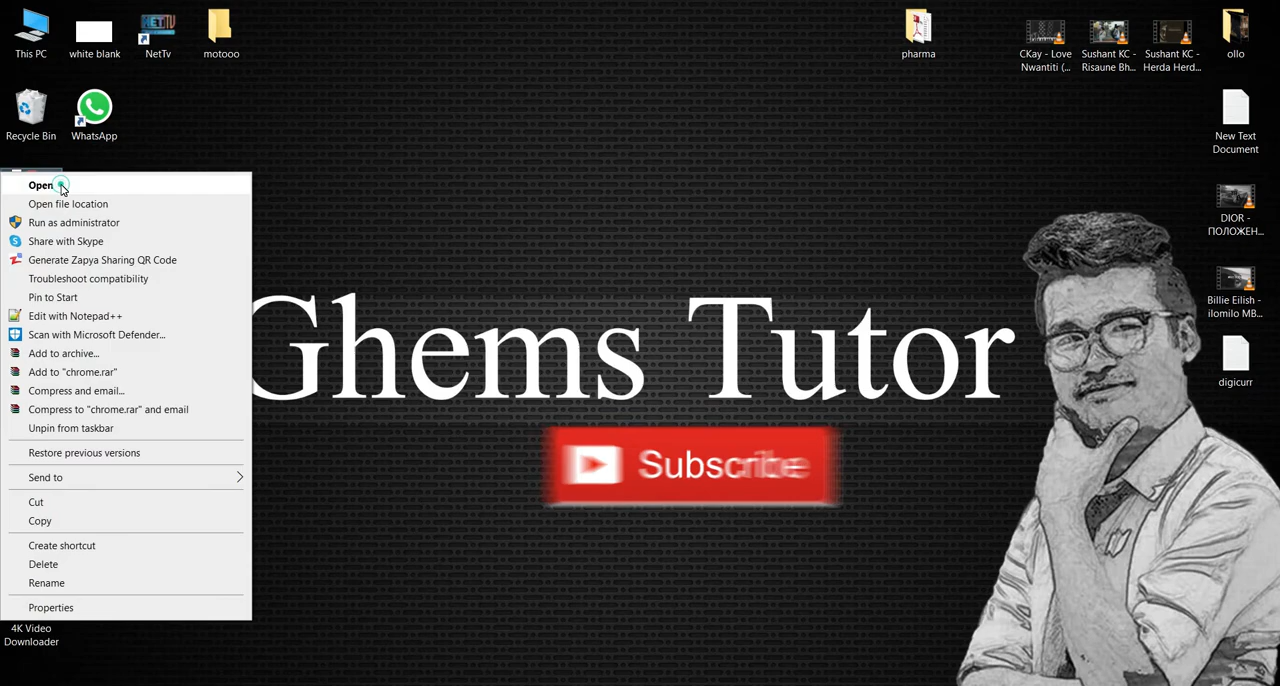 This PC
white blank
NetTv
motooo
pharma
CKay - Love
Nwantiti (...
Sushant KC -
Risaune Bh...
Sushant KC -
Herda Herd...
ollo
Recycle Bin
WhatsApp
New Text
Document
Open
Open file location
Run as administrator
Share with Skype
Generate Zapya Sharing QR Code
Troubleshoot compatibility
Pin to Start
Edit with Notepad++
Scan with Microsoft Defender...
Add to archive...
Add to "chrome.rar"
Compress and email...
Compress to "chrome.rar" and email
Unpin from taskbar
Restore previous versions
Send to
Cut
Copy
Create shortcut
Delete
Rename
Properties
4K Video
Downloader
Ghems Tutor
Subscribe
DIOR -
ПОЛОЖЕН...
Billie Eilish -
ilomilo MB...
digicurr